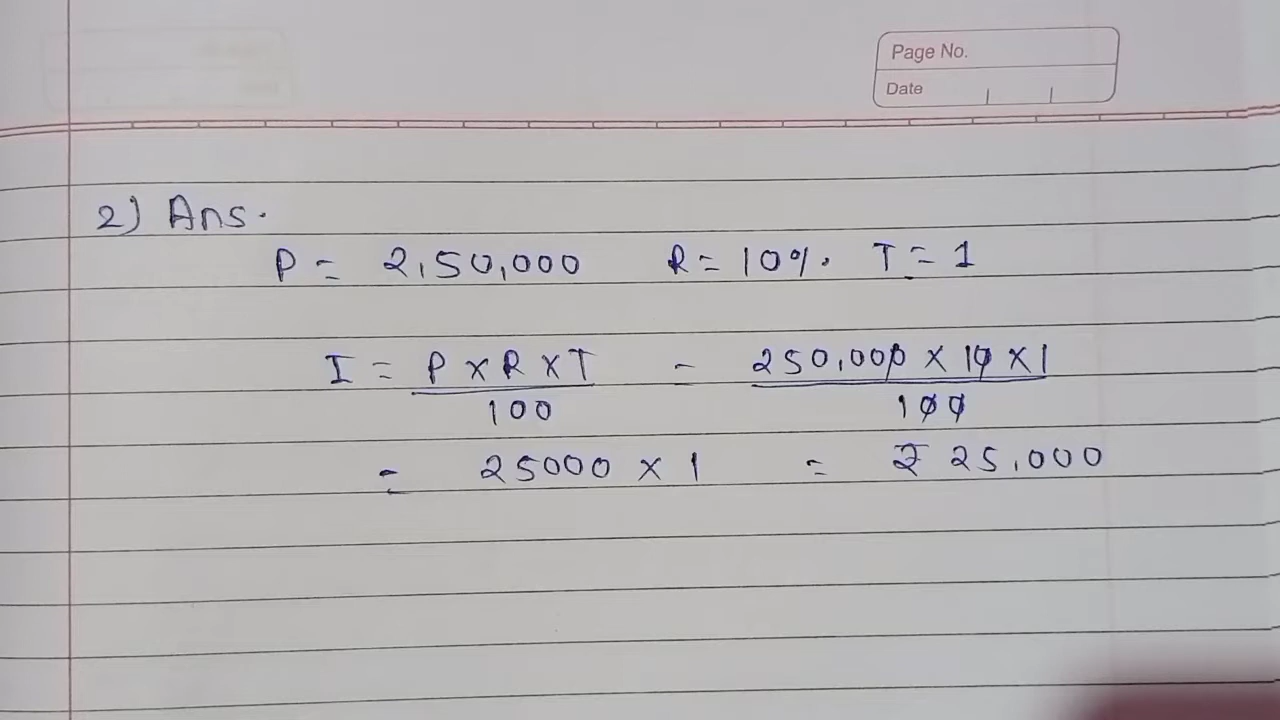 Page No.
Date
2) Ans.
P = 2,50,000 R = 10% T = 1
I = P x R x T - 250,000 x 10 x 1
100 100
= 25000 x 1 = ₹ 25,000